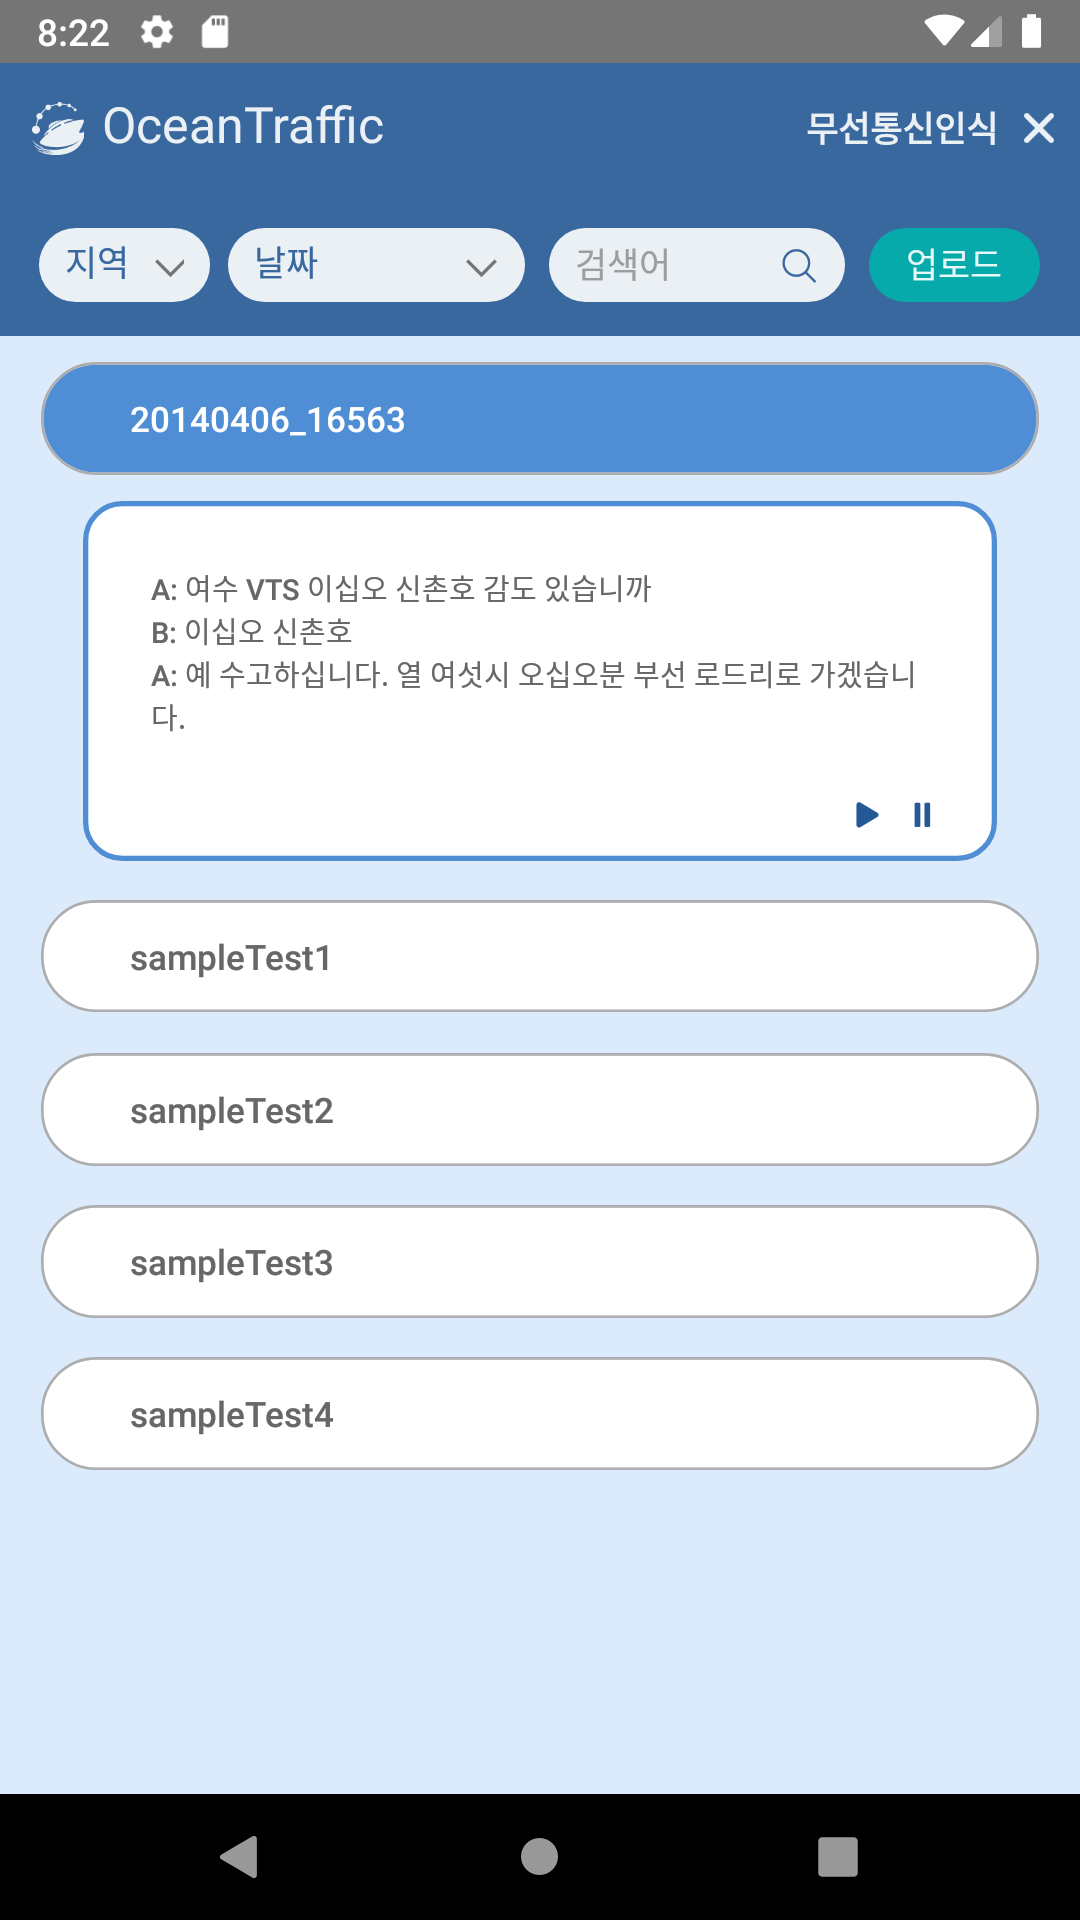 8:22
OceanTraffic
무선통신인식
지역
날짜
검색어
업로드
20140406_16563
A: 여수 VTS 이십오 신촌호 감도 있습니까
B: 이십오 신촌호
A: 예 수고하십니다. 열 여섯시 오십오분 부선 로드리로 가겠습니
다.
sampleTest1
sampleTest2
sampleTest3
sampleTest4